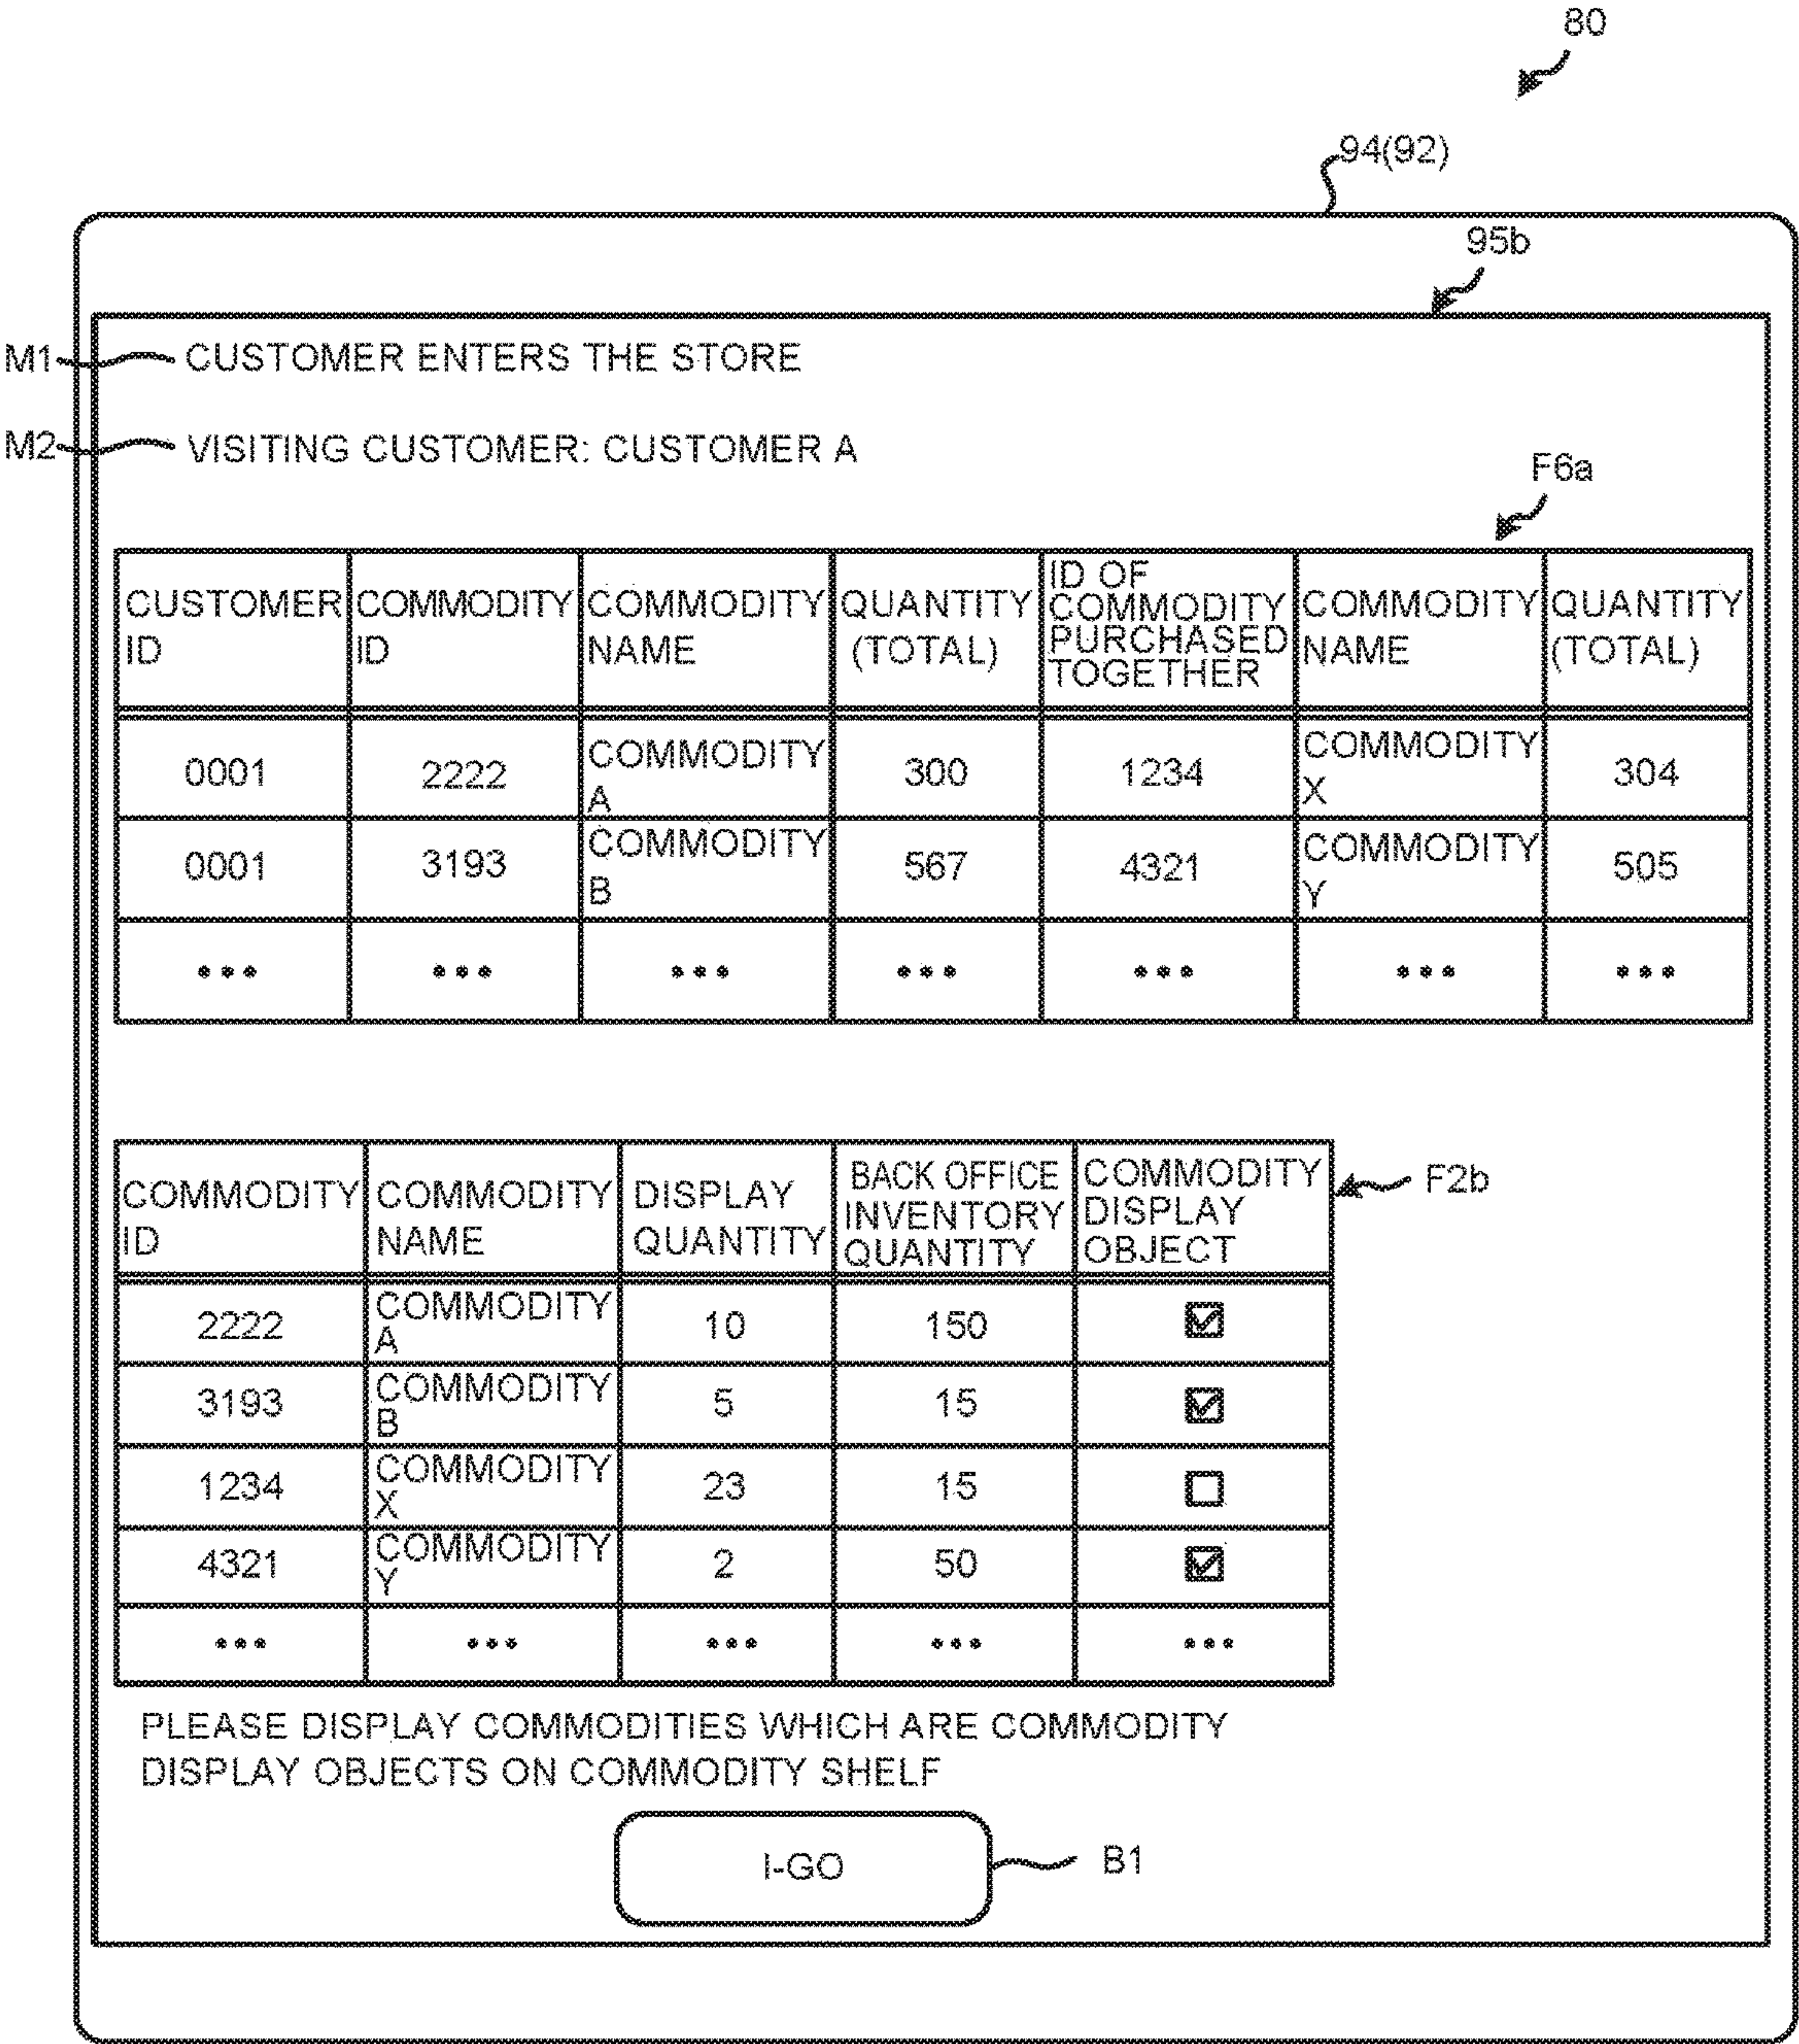 80
94(92)
95b
M1 CUSTOMER ENTERS THE STORE
M2 VISITING CUSTOMER: CUSTOMER A
F6a
CUSTOMER ID
COMMODITY ID
COMMODITY NAME
QUANTITY (TOTAL)
ID OF COMMODITY PURCHASED TOGETHER
COMMODITY NAME
QUANTITY (TOTAL)
0001 2222 COMMODITY A 300 1234 COMMODITY X 304
0001 3193 COMMODITY B 567 4321 COMMODITY Y 505
••• ••• ••• ••• ••• ••• •••
F2b
COMMODITY ID
COMMODITY NAME
DISPLAY QUANTITY
BACK OFFICE INVENTORY QUANTITY
COMMODITY DISPLAY OBJECT
2222 COMMODITY A 10 150 ☑
3193 COMMODITY B 5 15 ☑
1234 COMMODITY X 23 15 ☐
4321 COMMODITY Y 2 50 ☑
••• ••• ••• ••• •••
PLEASE DISPLAY COMMODITIES WHICH ARE COMMODITY
DISPLAY OBJECTS ON COMMODITY SHELF
I-GO B1